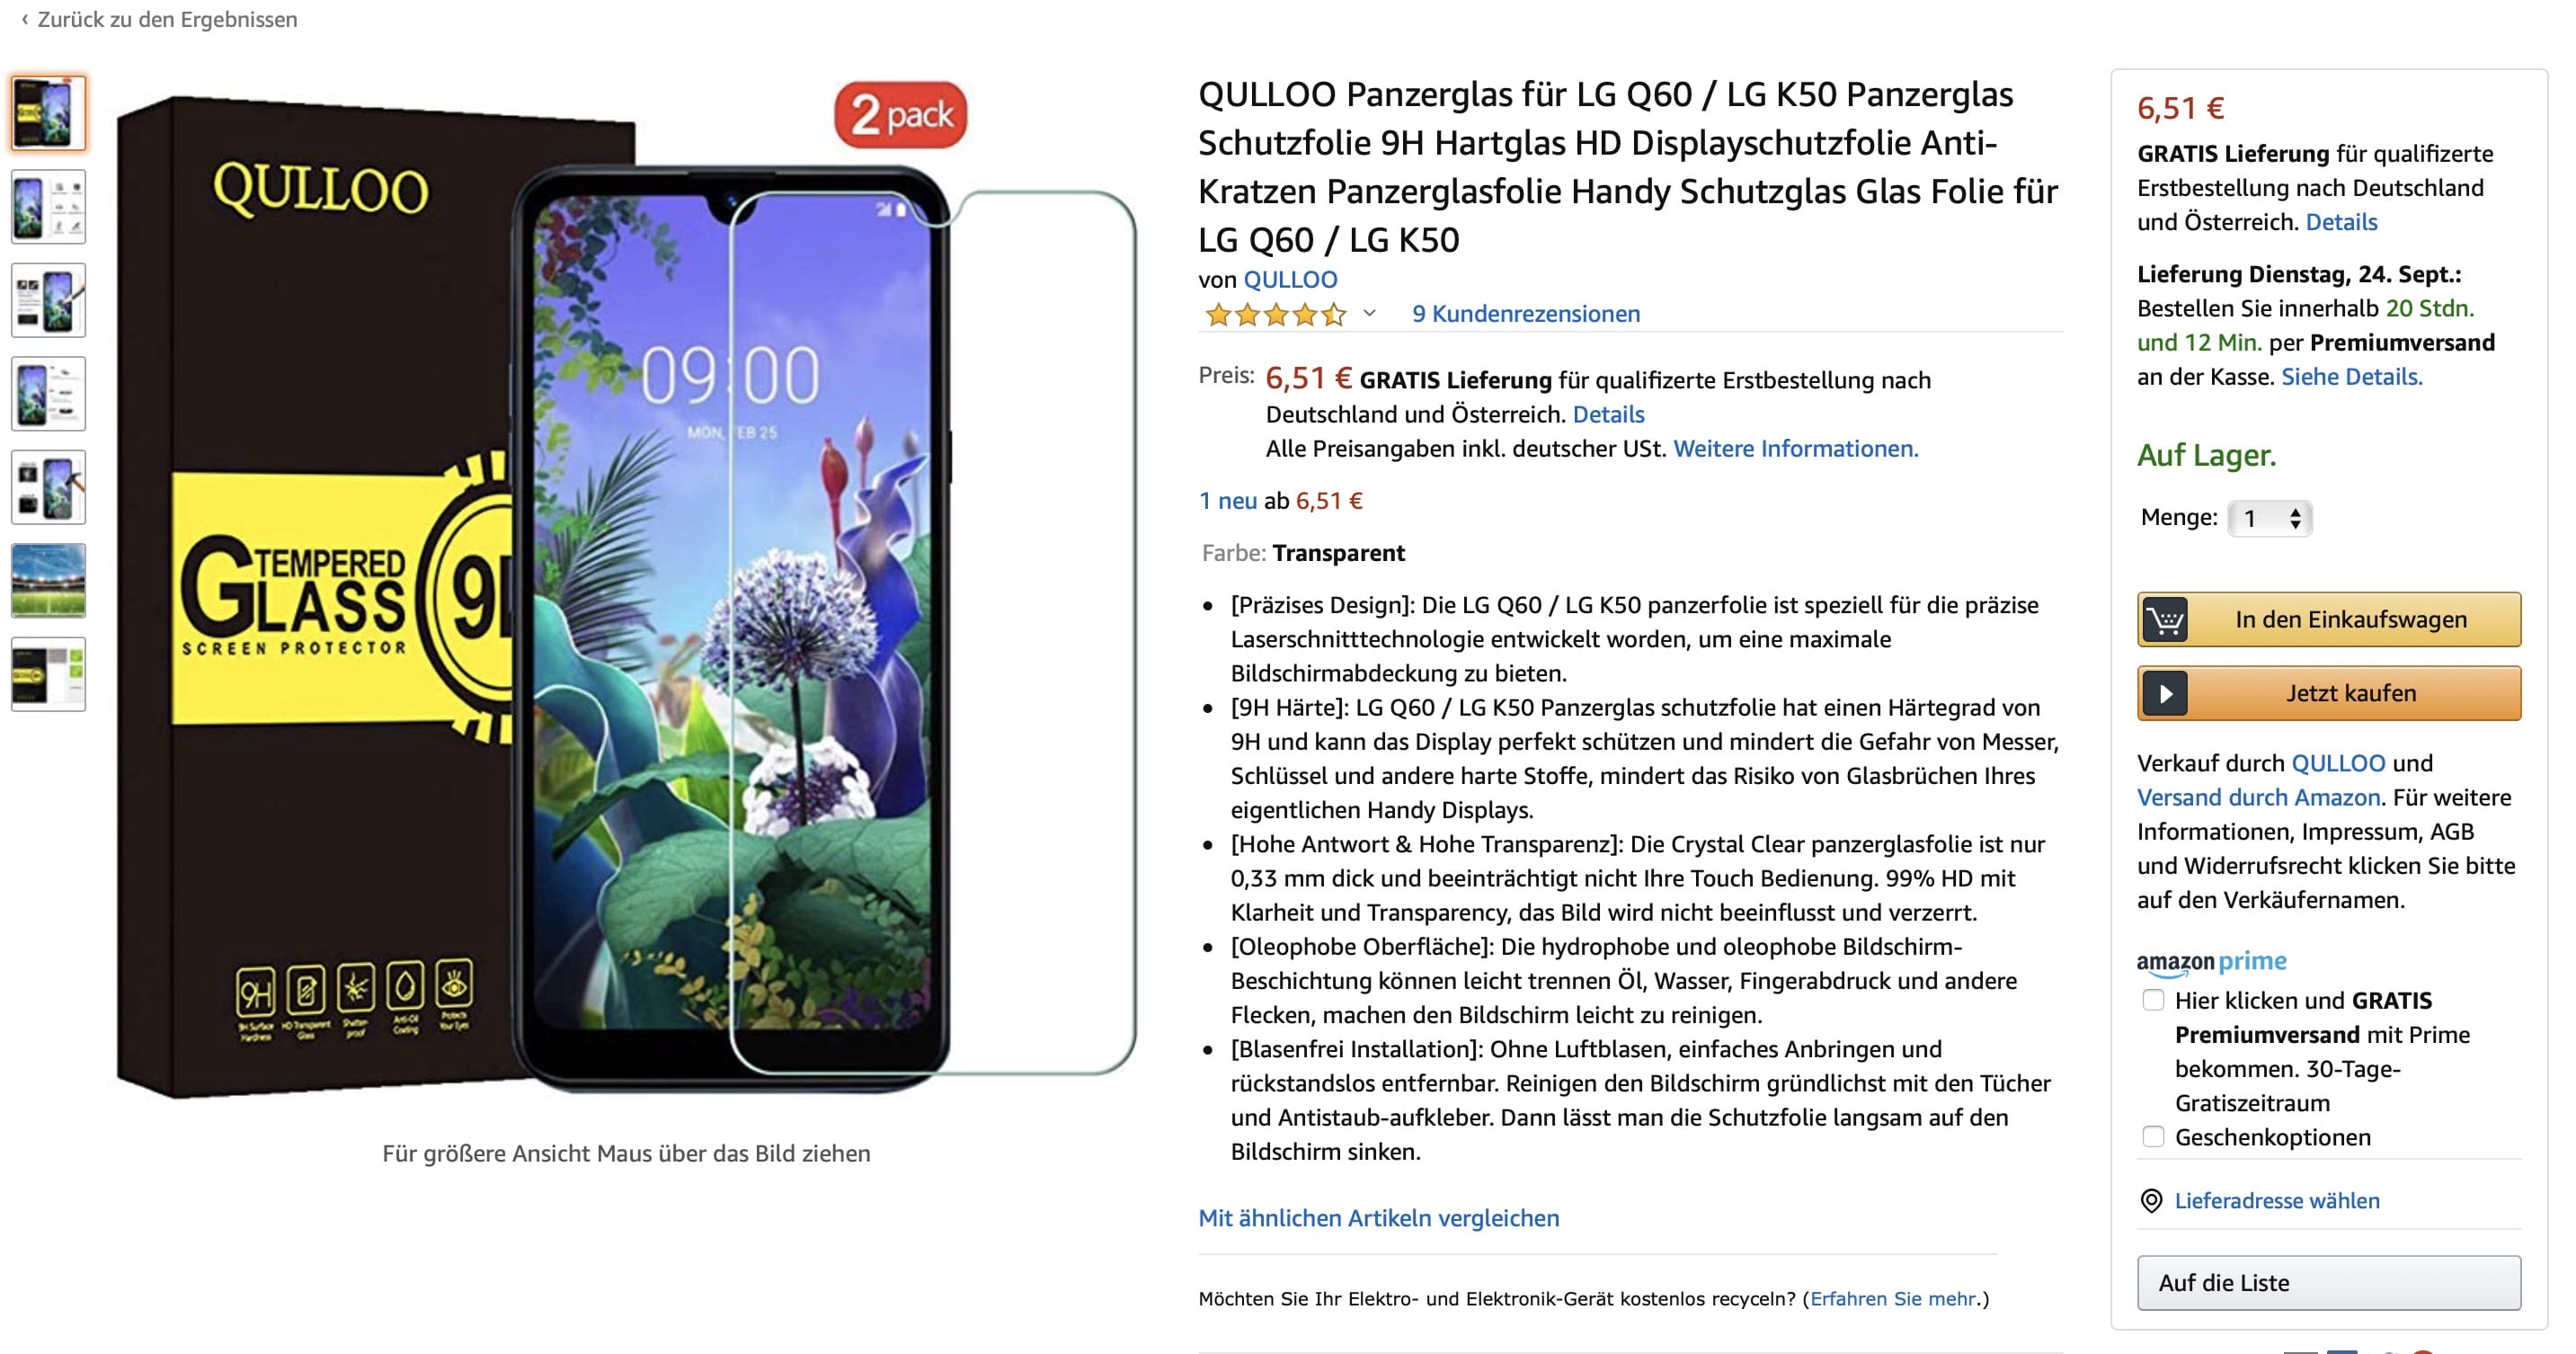 ‹ Zurück zu den Ergebnissen
2 pack
QULLOO
09:00
MON, FEB 25
TEMPERED
GLASS
SCREEN PROTECTOR
9H
9H Surface Hardness
HD Transparent Glass
Shatter-proof
Anti-Oil Coating
Protects Your Eyes
Für größere Ansicht Maus über das Bild ziehen
QULLOO Panzerglas für LG Q60 / LG K50 Panzerglas
Schutzfolie 9H Hartglas HD Displayschutzfolie Anti-
Kratzen Panzerglasfolie Handy Schutzglas Glas Folie für
LG Q60 / LG K50
von QULLOO
9 Kundenrezensionen
Preis: 6,51 € GRATIS Lieferung für qualifizerte Erstbestellung nach
Deutschland und Österreich. Details
Alle Preisangaben inkl. deutscher USt. Weitere Informationen.
1 neu ab 6,51 €
Farbe: Transparent
• [Präzises Design]: Die LG Q60 / LG K50 panzerfolie ist speziell für die präzise
Laserschnitttechnologie entwickelt worden, um eine maximale
Bildschirmabdeckung zu bieten.
• [9H Härte]: LG Q60 / LG K50 Panzerglas schutzfolie hat einen Härtegrad von
9H und kann das Display perfekt schützen und mindert die Gefahr von Messer,
Schlüssel und andere harte Stoffe, mindert das Risiko von Glasbrüchen Ihres
eigentlichen Handy Displays.
• [Hohe Antwort & Hohe Transparenz]: Die Crystal Clear panzerglasfolie ist nur
0,33 mm dick und beeinträchtigt nicht Ihre Touch Bedienung. 99% HD mit
Klarheit und Transparency, das Bild wird nicht beeinflusst und verzerrt.
• [Oleophobe Oberfläche]: Die hydrophobe und oleophobe Bildschirm-
Beschichtung können leicht trennen Öl, Wasser, Fingerabdruck und andere
Flecken, machen den Bildschirm leicht zu reinigen.
• [Blasenfrei Installation]: Ohne Luftblasen, einfaches Anbringen und
rückstandslos entfernbar. Reinigen den Bildschirm gründlichst mit den Tücher
und Antistaub-aufkleber. Dann lässt man die Schutzfolie langsam auf den
Bildschirm sinken.
Mit ähnlichen Artikeln vergleichen
Möchten Sie Ihr Elektro- und Elektronik-Gerät kostenlos recyceln? (Erfahren Sie mehr.)
6,51 €
GRATIS Lieferung für qualifizerte
Erstbestellung nach Deutschland
und Österreich. Details
Lieferung Dienstag, 24. Sept.:
Bestellen Sie innerhalb 20 Stdn.
und 12 Min. per Premiumversand
an der Kasse. Siehe Details.
Auf Lager.
Menge: 1
In den Einkaufswagen
Jetzt kaufen
Verkauf durch QULLOO und
Versand durch Amazon. Für weitere
Informationen, Impressum, AGB
und Widerrufsrecht klicken Sie bitte
auf den Verkäufernamen.
amazon prime
Hier klicken und GRATIS
Premiumversand mit Prime
bekommen. 30-Tage-
Gratiszeitraum
Geschenkoptionen
Lieferadresse wählen
Auf die Liste